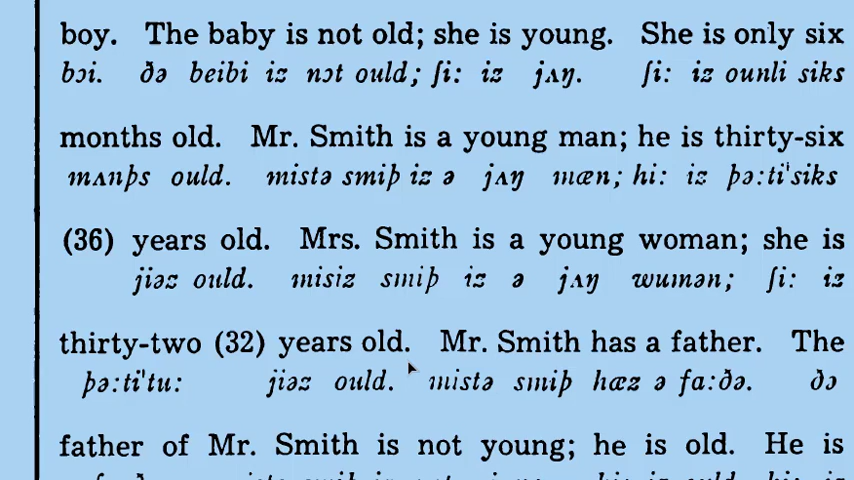 boy. The baby is not old; she is young. She is only six
bɔi. ðə beibi iz nɔt ould; ʃi: iz jʌŋ. ʃi: iz ounli siks
months old. Mr. Smith is a young man; he is thirty-six
mʌnþs ould. mistə smiþ iz ə jʌŋ mæn; hi: iz þə:ti'siks
(36) years old. Mrs. Smith is a young woman; she is
jiəz ould. misiz smiþ iz ə jʌŋ wumən; ʃi: iz
thirty-two (32) years old. Mr. Smith has a father. The
þə:ti'tu: jiəz ould. mistə smiþ hæz ə fa:ðə. ðə
father of Mr. Smith is not young; he is old. He is